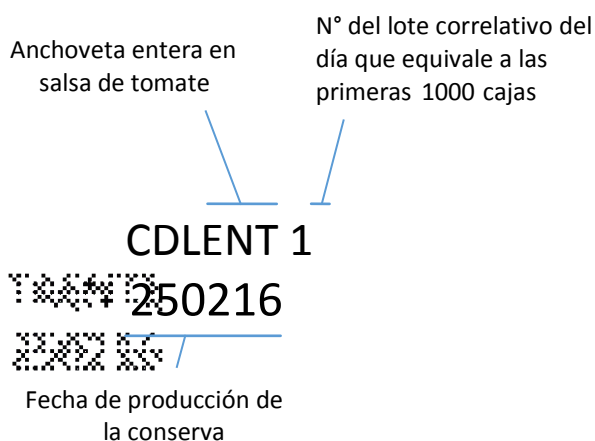 Anchoveta entera en
salsa de tomate
N° del lote correlativo del
día que equivale a las
primeras 1000 cajas
CDLENT 1
250216
Fecha de producción de
la conserva